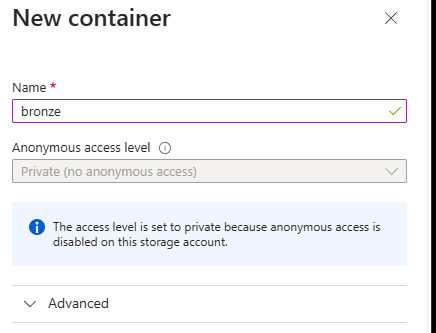 New container
Name *
bronze
Anonymous access level
Private (no anonymous access)
The access level is set to private because anonymous access is
disabled on this storage account.
Advanced